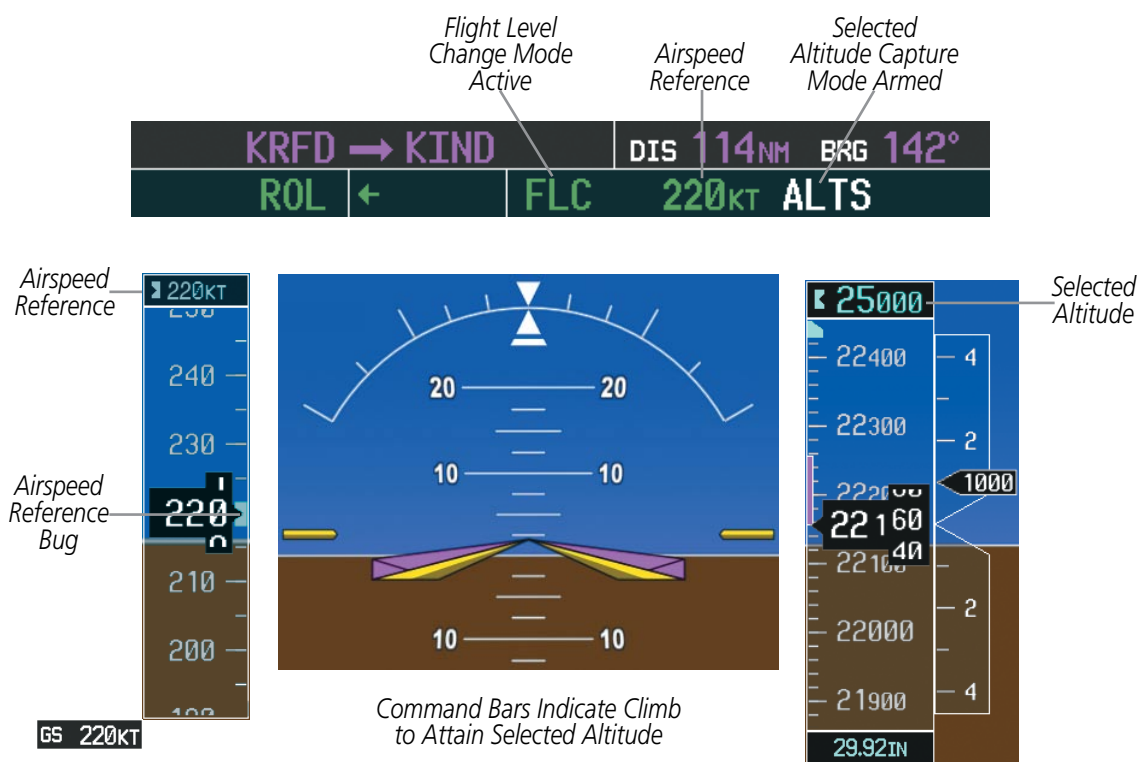 Flight Level
Change Mode
Active
Airspeed
Reference
Selected
Altitude Capture
Mode Armed
KRFD → KIND DIS 114NM BRG 142°
ROL ← FLC 220KT ALTS
Airspeed
Reference
220KT
240
230
220
210
200
Airspeed
Reference
Bug
GS 220KT
20 20
10 10
10 10
Command Bars Indicate Climb
to Attain Selected Altitude
25000
Selected
Altitude
22400
22300
22160
40
22000
21900
29.92IN
4
2
1000
2
4